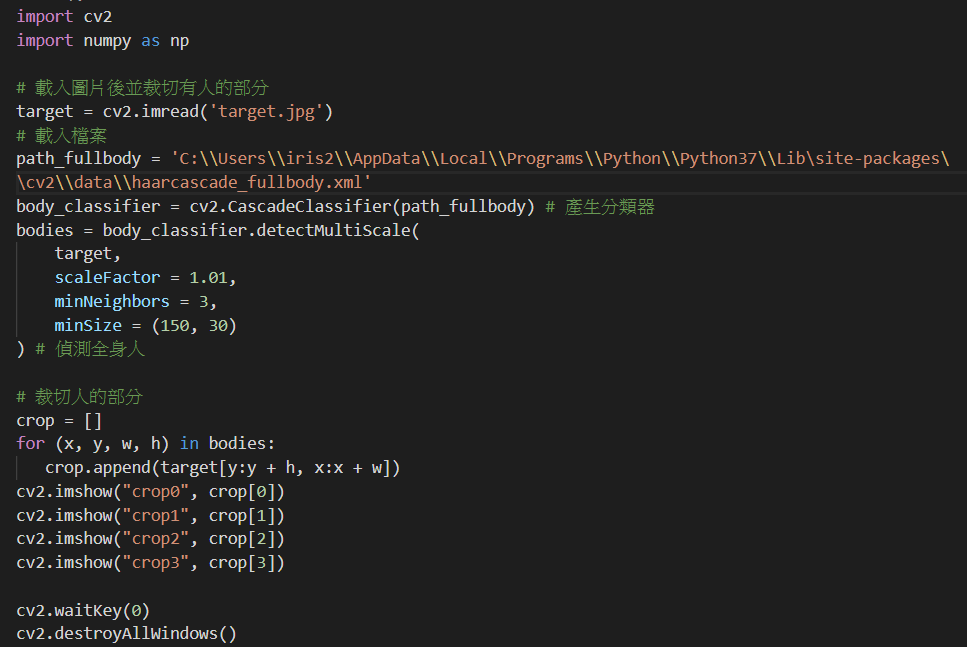 import cv2
import numpy as np
# 載入圖片後並裁切有人的部分
target = cv2.imread('target.jpg')
# 載入檔案
path_fullbody = 'C:\\Users\\iris2\\AppData\\Local\\Programs\\Python\\Python37\\Lib\site-packages\
\cv2\\data\\haarcascade_fullbody.xml'
body_classifier = cv2.CascadeClassifier(path_fullbody) # 產生分類器
bodies = body_classifier.detectMultiScale(
    target,
    scaleFactor = 1.01,
    minNeighbors = 3,
    minSize = (150, 30)
) # 偵測全身人
# 裁切人的部分
crop = []
for (x, y, w, h) in bodies:
   crop.append(target[y:y + h, x:x + w])
cv2.imshow("crop0", crop[0])
cv2.imshow("crop1", crop[1])
cv2.imshow("crop2", crop[2])
cv2.imshow("crop3", crop[3])
cv2.waitKey(0)
cv2.destroyAllWindows()